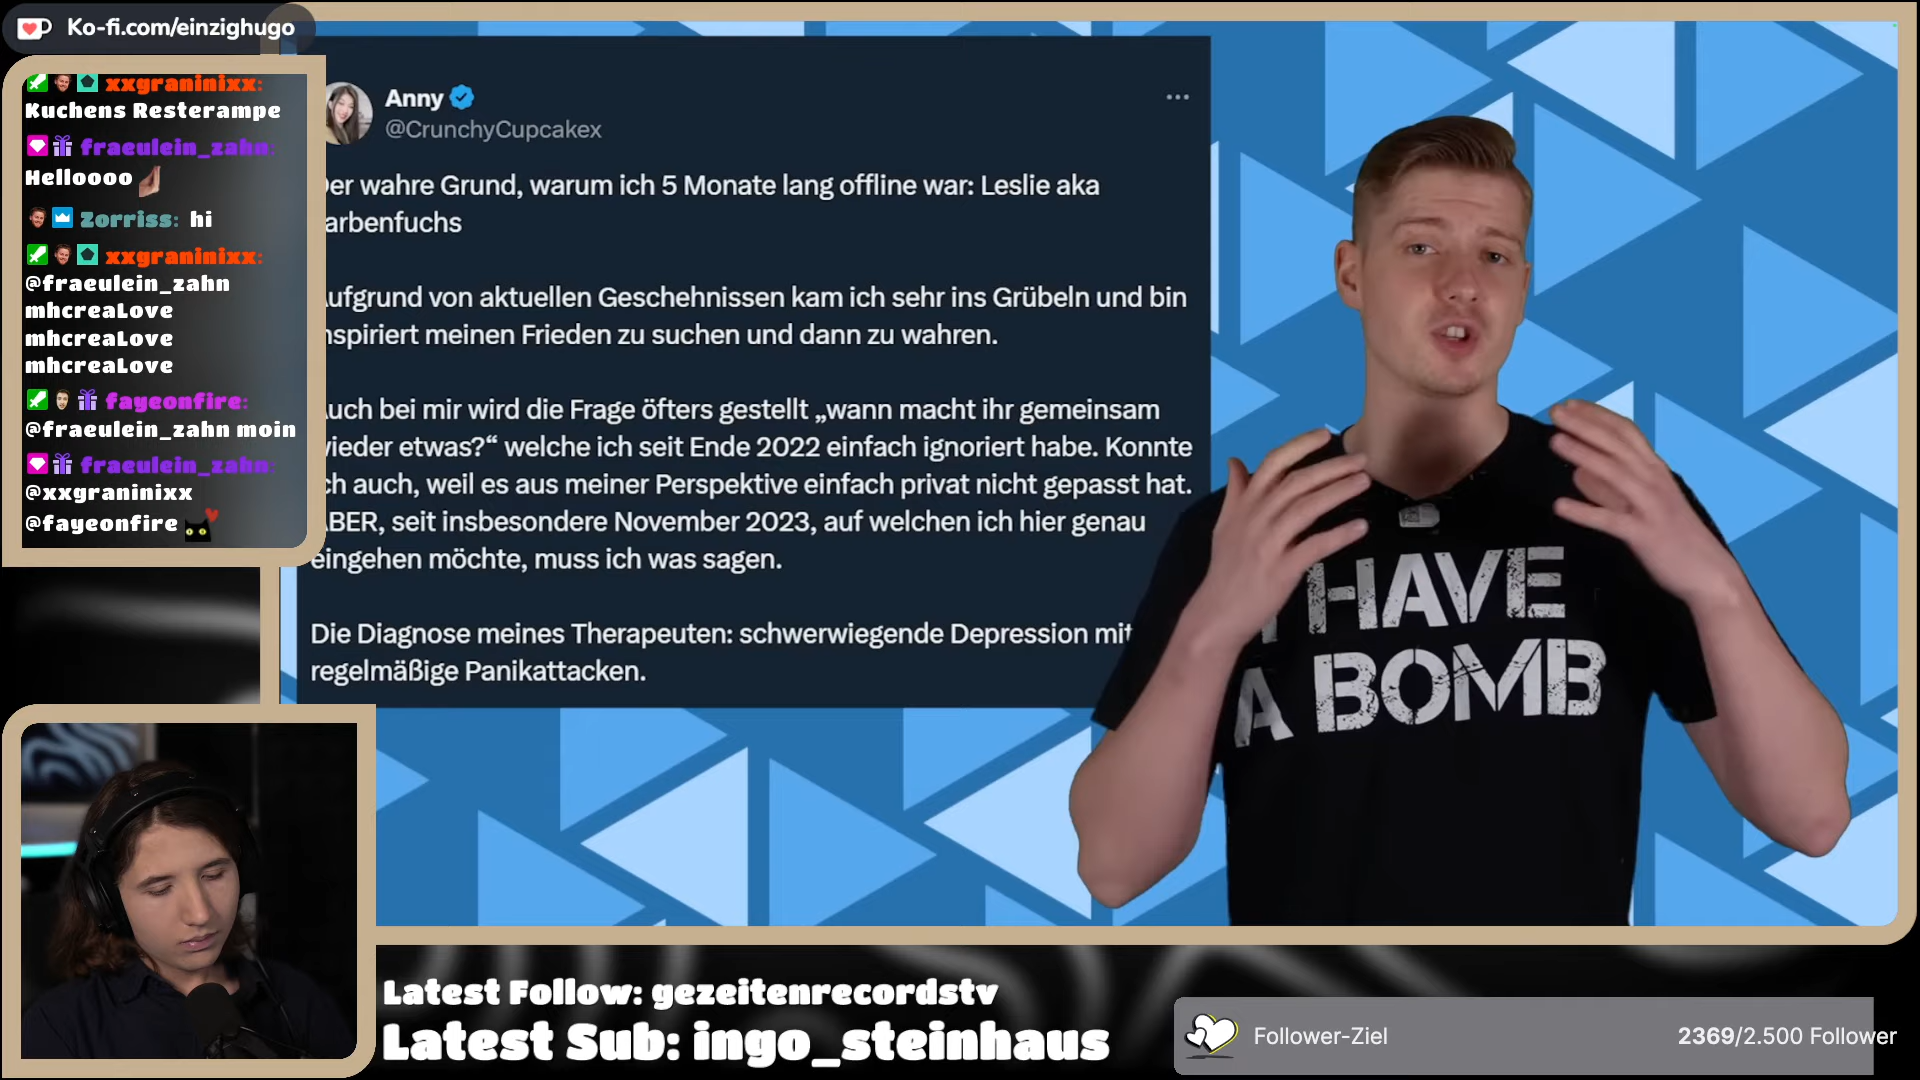 Ko-fi.com/einzighugo
xxgraninixx:
Kuchens Resterampe
fraeulein_zahn:
Helloooo
Zorriss: hi
xxgraninixx:
@fraeulein_zahn
mhcreaLove
mhcreaLove
mhcreaLove
fayeonfire:
@fraeulein_zahn moin
fraeulein_zahn:
@xxgraninixx
@fayeonfire
Anny
@CrunchyCupcakex
er wahre Grund, warum ich 5 Monate lang offline war: Leslie aka
arbenfuchs
ufgrund von aktuellen Geschehnissen kam ich sehr ins Grübeln und bin
nspiriert meinen Frieden zu suchen und dann zu wahren.
uch bei mir wird die Frage öfters gestellt „wann macht ihr gemeinsam
ieder etwas?“ welche ich seit Ende 2022 einfach ignoriert habe. Konnte
ch auch, weil es aus meiner Perspektive einfach privat nicht gepasst hat.
BER, seit insbesondere November 2023, auf welchen ich hier genau
eingehen möchte, muss ich was sagen.
Die Diagnose meines Therapeuten: schwerwiegende Depression mit
regelmäßige Panikattacken.
I HAVE
A BOMB
Latest Follow: gezeitenrecordstv
Latest Sub: ingo_steinhaus
Follower-Ziel
2369/2.500 Follower